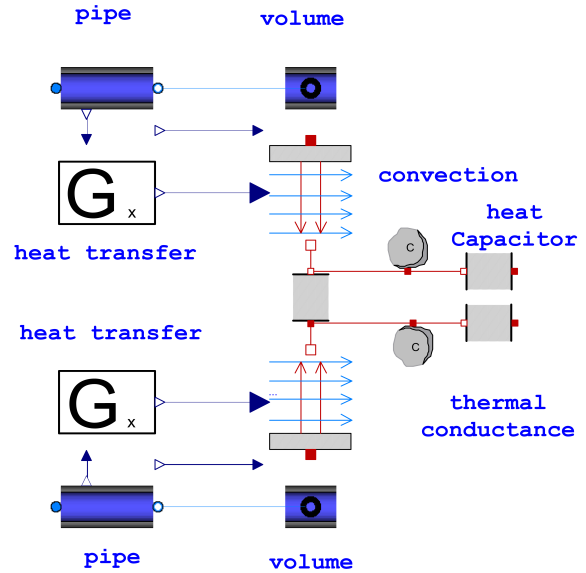 pipe
volume
G x
convection
heat
Capacitor
heat transfer
C
heat transfer
C
G x
thermal
conductance
pipe
volume